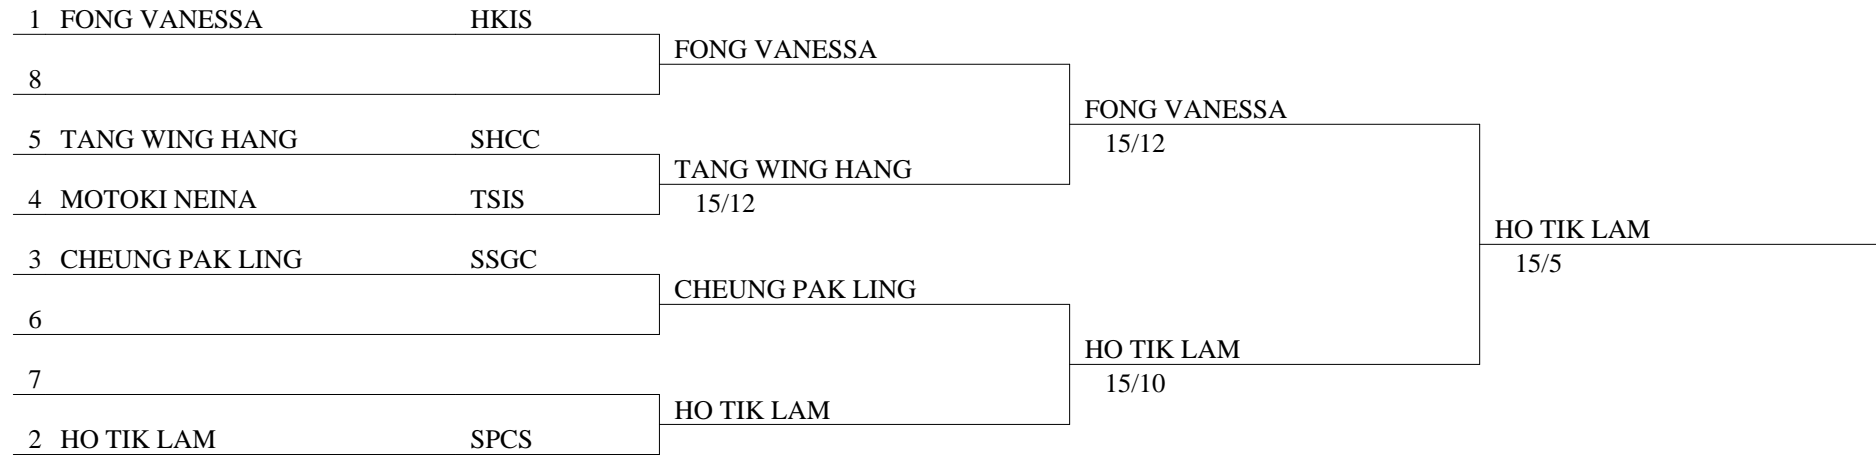 1 FONG VANESSA HKIS
8
5 TANG WING HANG SHCC
4 MOTOKI NEINA TSIS
3 CHEUNG PAK LING SSGC
6
7
2 HO TIK LAM SPCS
FONG VANESSA
TANG WING HANG
15/12
CHEUNG PAK LING
HO TIK LAM
FONG VANESSA
15/12
HO TIK LAM
15/10
HO TIK LAM
15/5